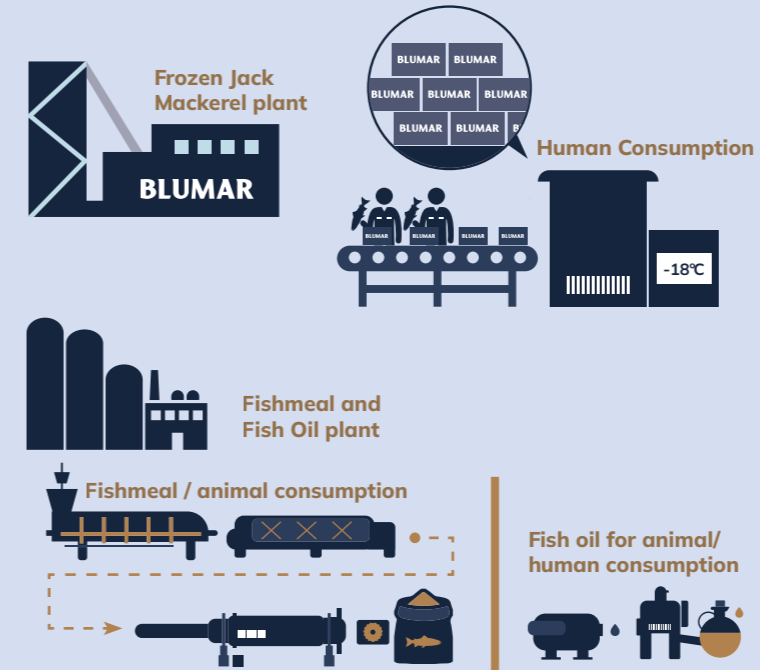 Frozen Jack
Mackerel plant
BLUMAR
BLUMAR BLUMAR
BLUMAR BLUMAR BLUMAR
BLUMAR BLUMAR B
Human Consumption
BLUMAR BLUMAR BLUMAR BLUMAR
-18°C
Fishmeal and
Fish Oil plant
Fishmeal / animal consumption
Fish oil for animal/
human consumption